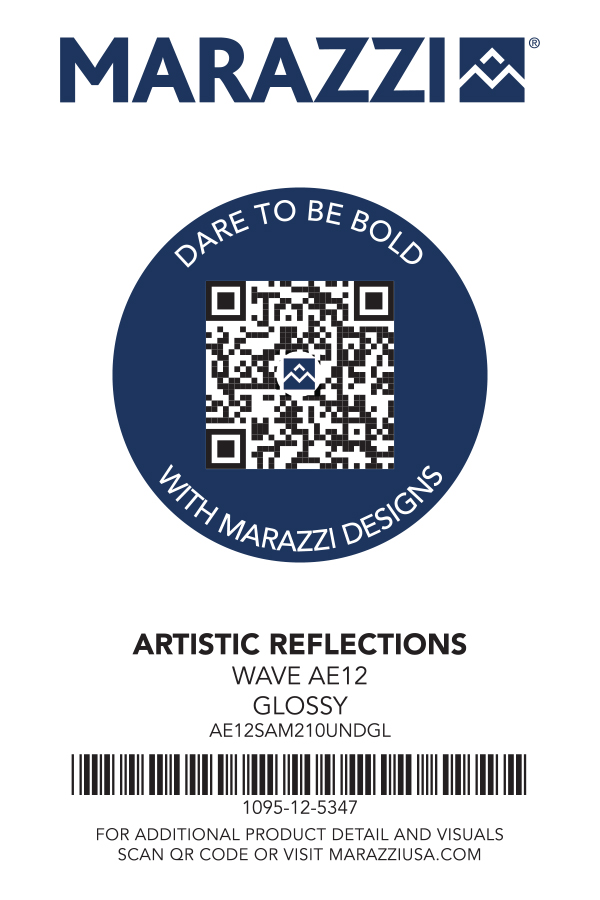 MARAZZI®
DARE TO BE BOLD
WITH MARAZZI DESIGNS
ARTISTIC REFLECTIONS
WAVE AE12
GLOSSY
AE12SAM210UNDGL
1095-12-5347
FOR ADDITIONAL PRODUCT DETAIL AND VISUALS
SCAN QR CODE OR VISIT MARAZZIUSA.COM